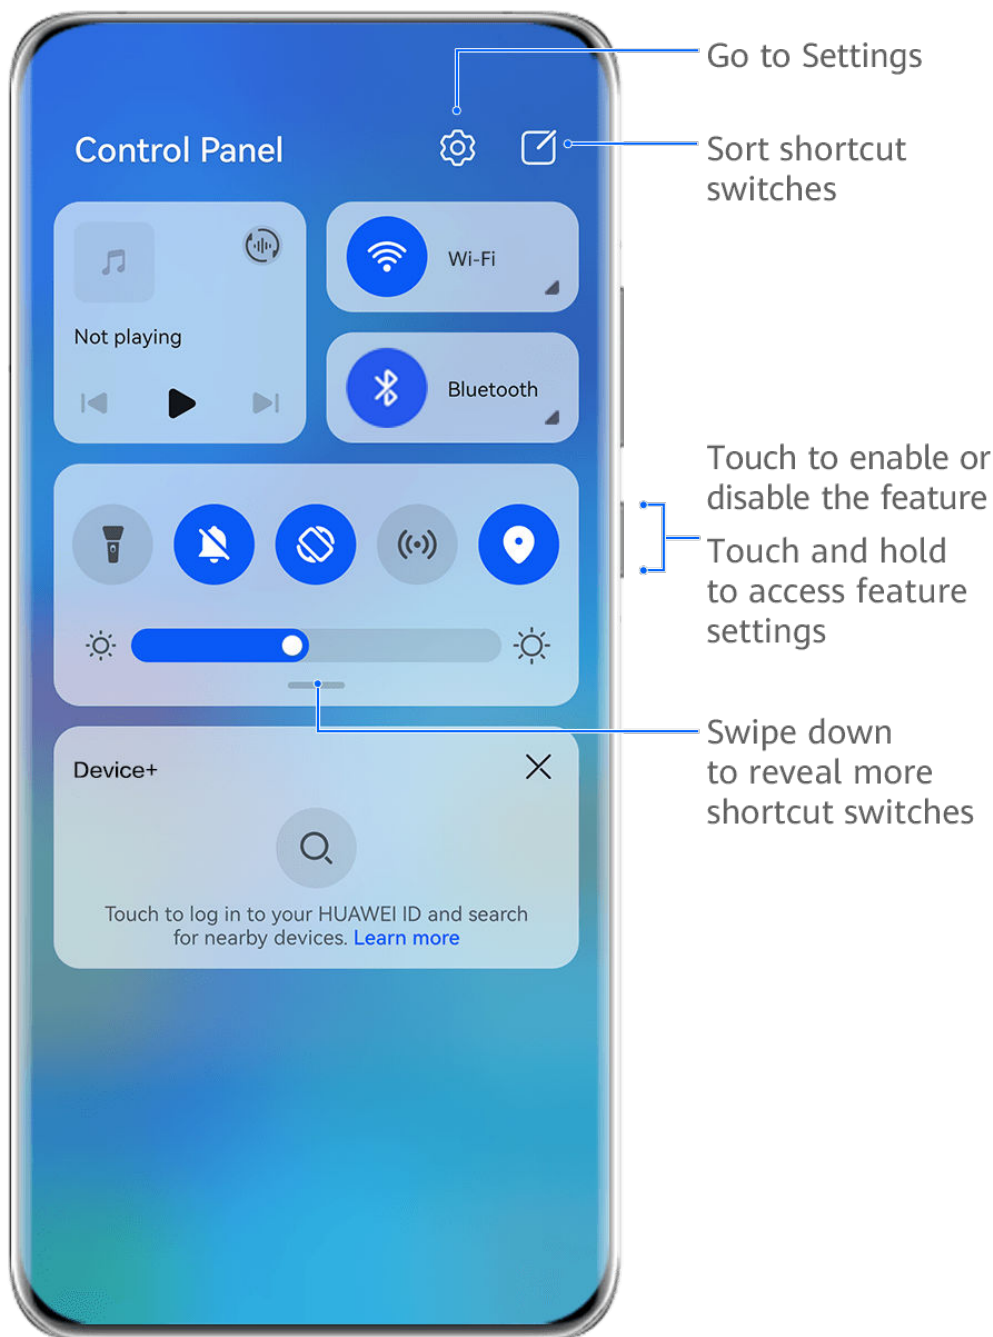 Go to Settings
Control Panel
Sort shortcut
switches
Wi-Fi
Not playing
Bluetooth
Touch to enable or
disable the feature
Touch and hold
to access feature
settings
Swipe down
to reveal more
shortcut switches
Device+
Touch to log in to your HUAWEI ID and search
for nearby devices. Learn more